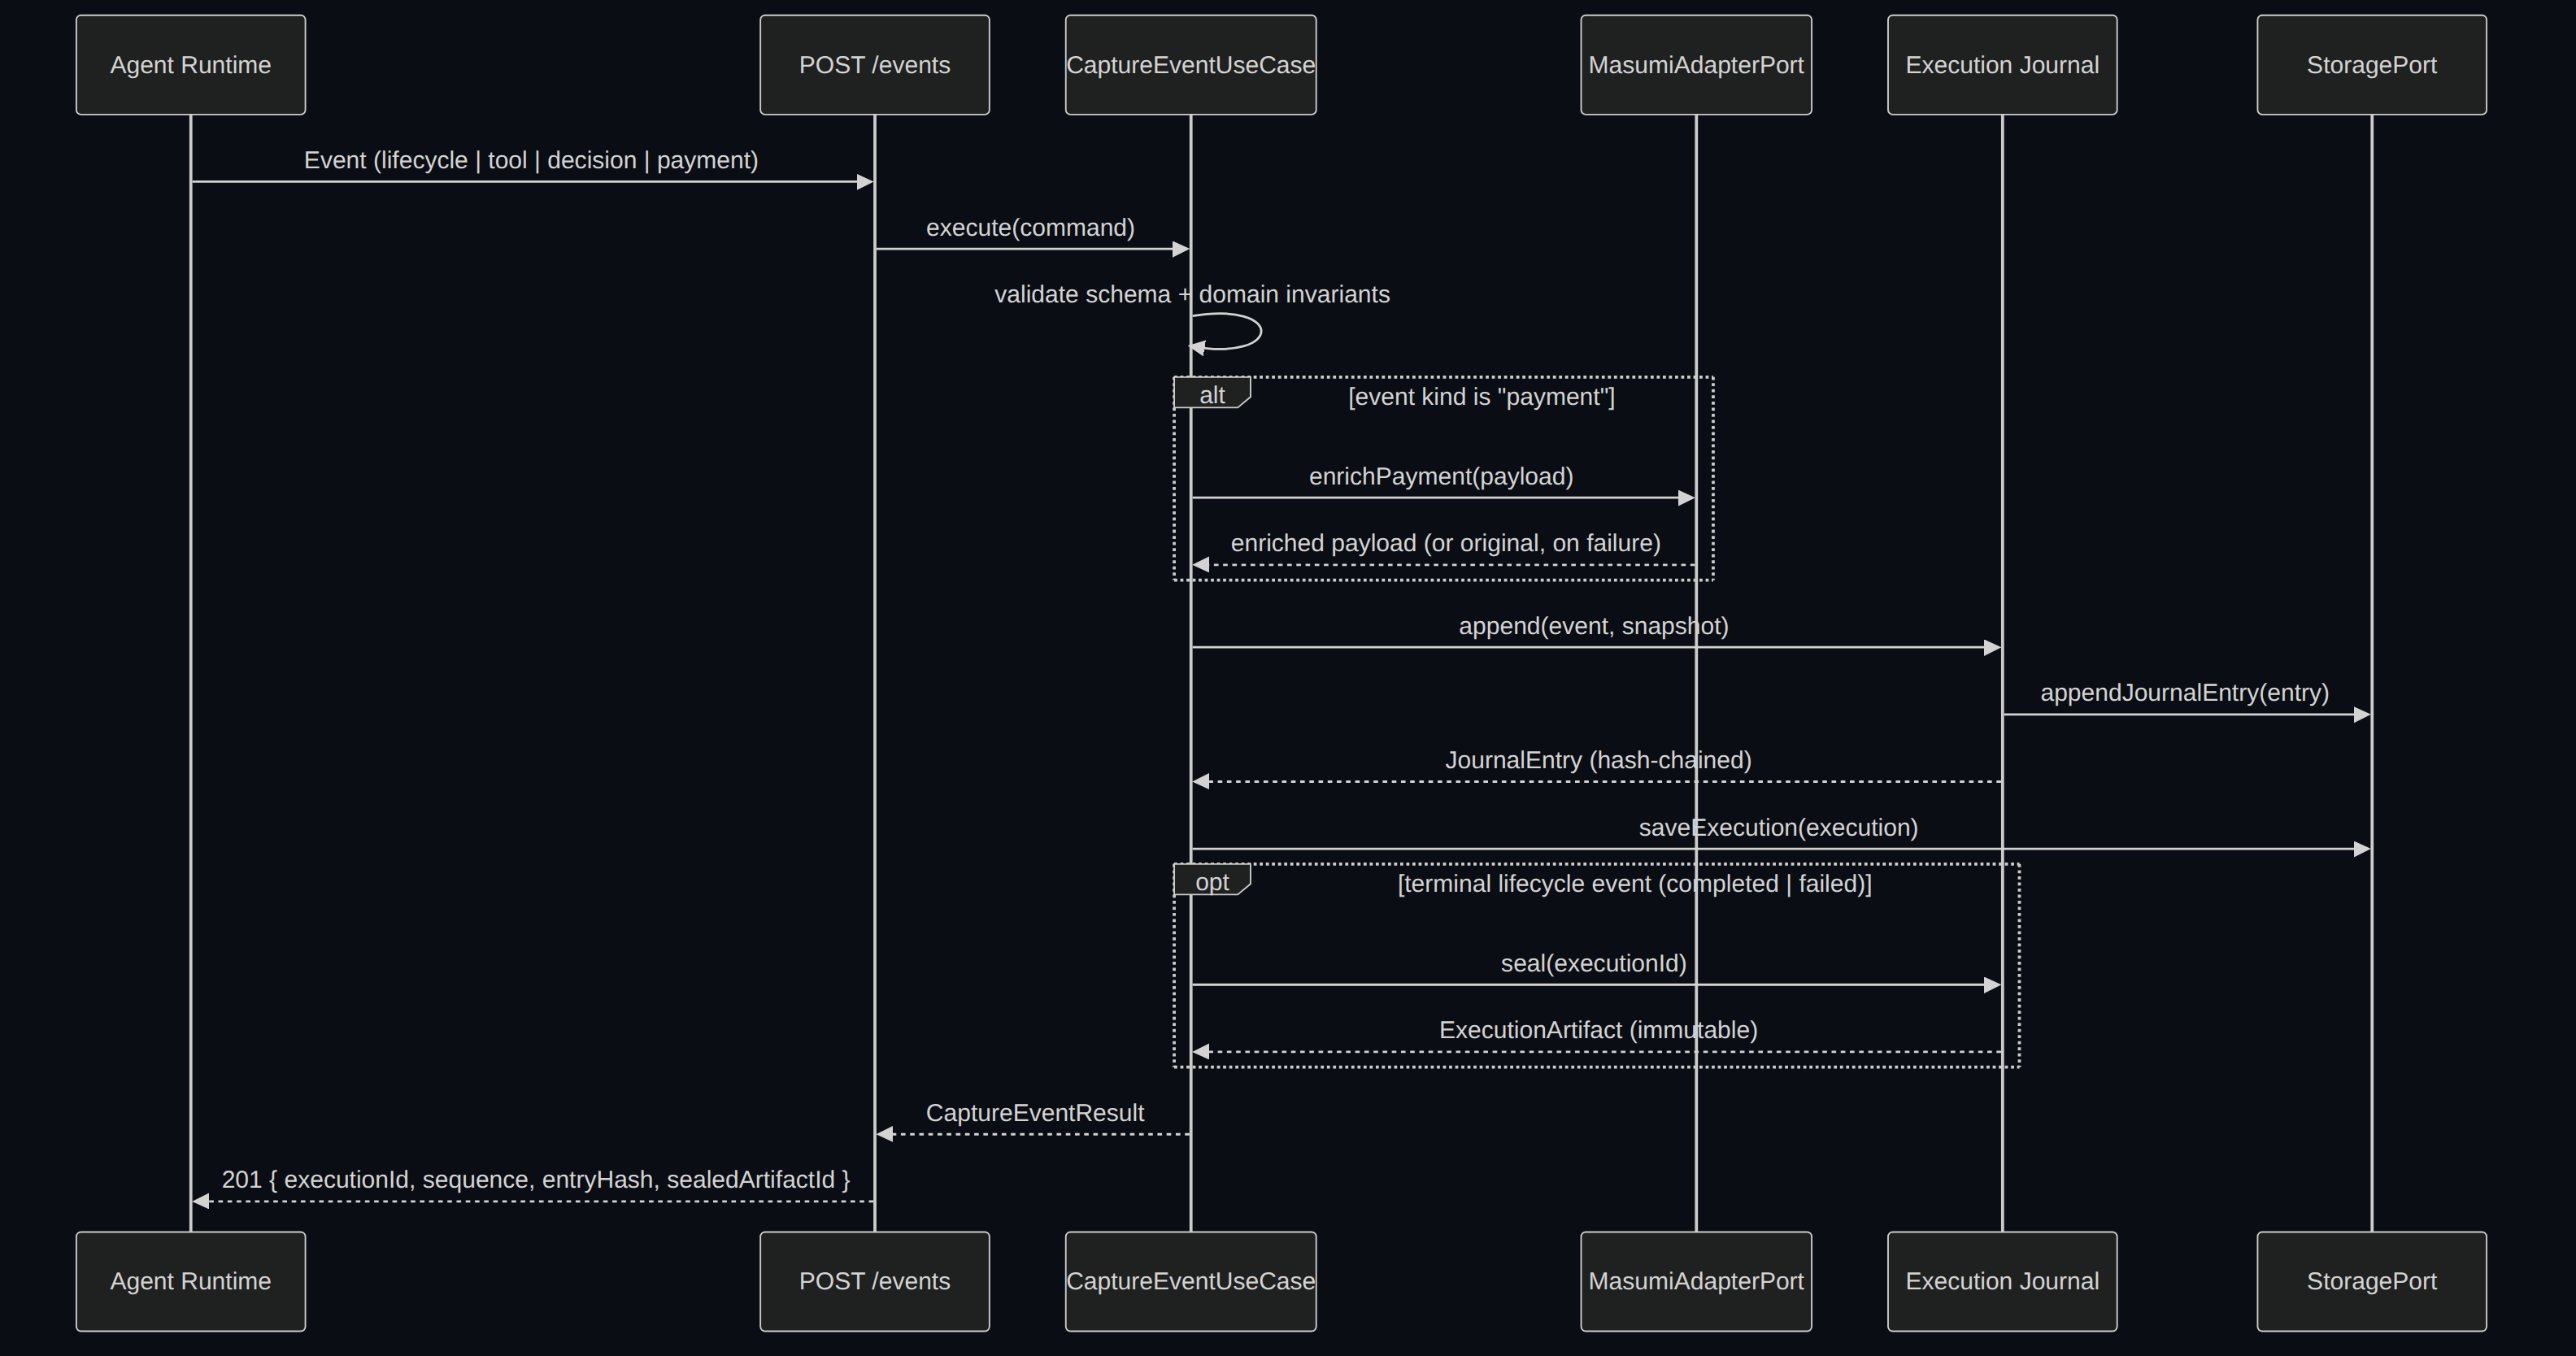 Agent Runtime
POST /events
CaptureEventUseCase
MasumiAdapterPort
Execution Journal
StoragePort
Event (lifecycle | tool | decision | payment)
execute(command)
validate schema + domain invariants
alt
[event kind is "payment"]
enrichPayment(payload)
enriched payload (or original, on failure)
append(event, snapshot)
appendJournalEntry(entry)
JournalEntry (hash-chained)
saveExecution(execution)
opt
[terminal lifecycle event (completed | failed)]
seal(executionId)
ExecutionArtifact (immutable)
CaptureEventResult
201 { executionId, sequence, entryHash, sealedArtifactId }
Agent Runtime
POST /events
CaptureEventUseCase
MasumiAdapterPort
Execution Journal
StoragePort